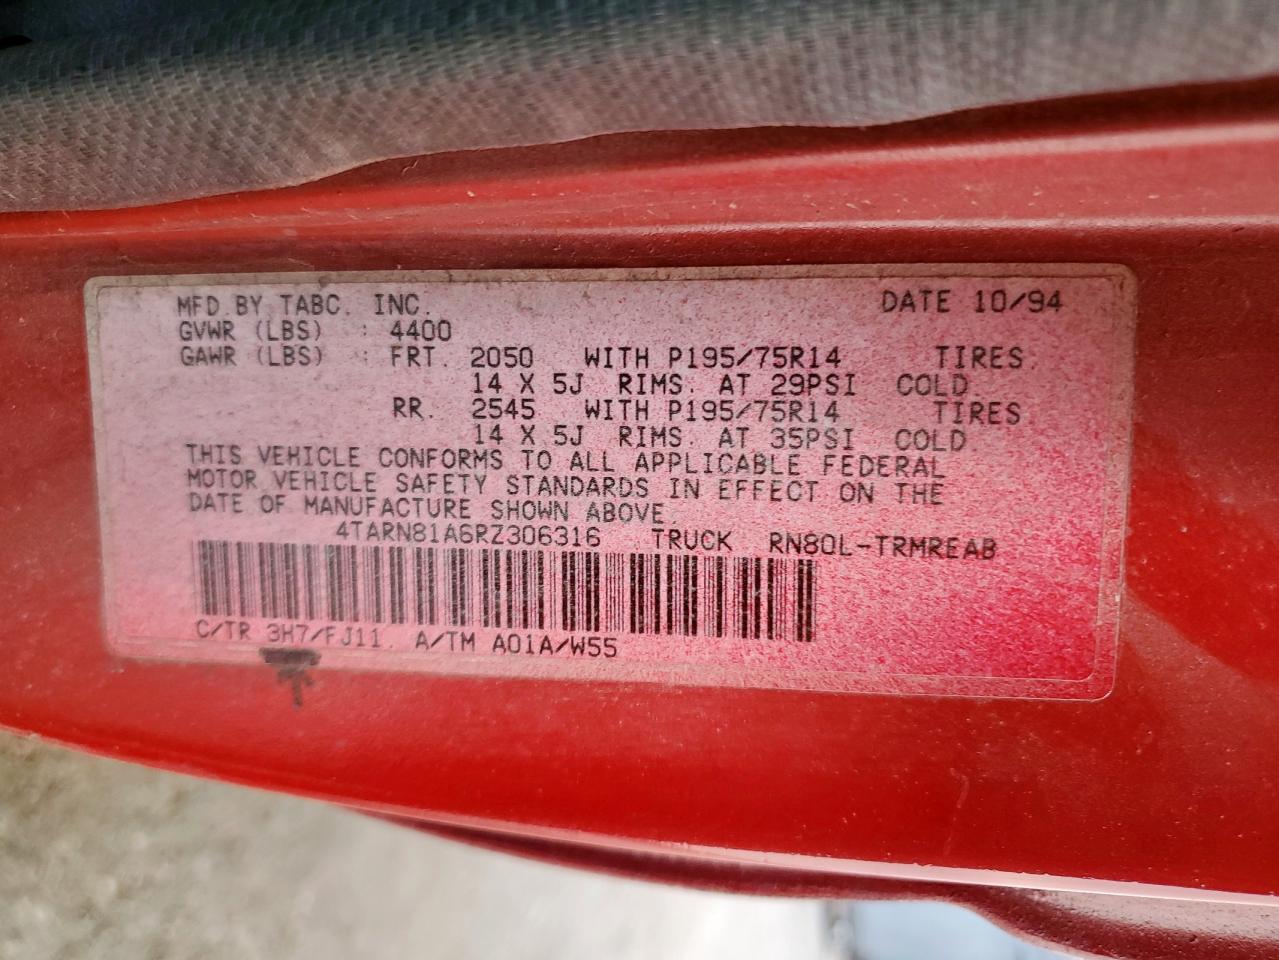 MFD.BY TABC. INC. DATE 10/94
GVWR (LBS) : 4400
GAWR (LBS) : FRT. 2050 WITH P195/75R14 TIRES.
14 X 5J RIMS. AT 29PSI COLD.
RR. 2545 WITH P195/75R14 TIRES
14 X 5J RIMS. AT 35PSI COLD.
THIS VEHICLE CONFORMS TO ALL APPLICABLE FEDERAL
MOTOR VEHICLE SAFETY STANDARDS IN EFFECT ON THE
DATE OF MANUFACTURE SHOWN ABOVE.
4TARN81A6RZ306316 TRUCK RN80L-TRMREAB
C/TR 3H7/FJ11. A/TM A01A/W55